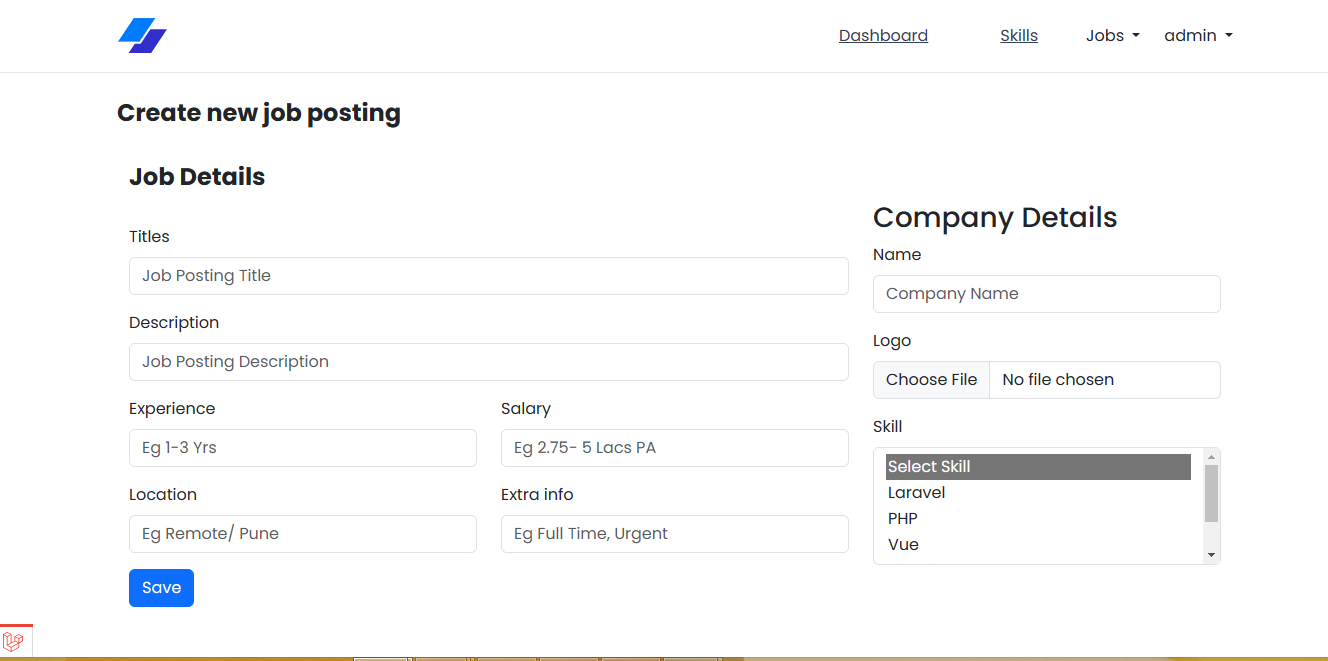 Dashboard Skills Jobs admin
Create new job posting
Job Details
Titles
Job Posting Title
Description
Job Posting Description
Experience Salary
Eg 1-3 Yrs Eg 2.75- 5 Lacs PA
Location Extra info
Eg Remote/ Pune Eg Full Time, Urgent
Save
Company Details
Name
Company Name
Logo
Choose File No file chosen
Skill
Select Skill
Laravel
PHP
Vue